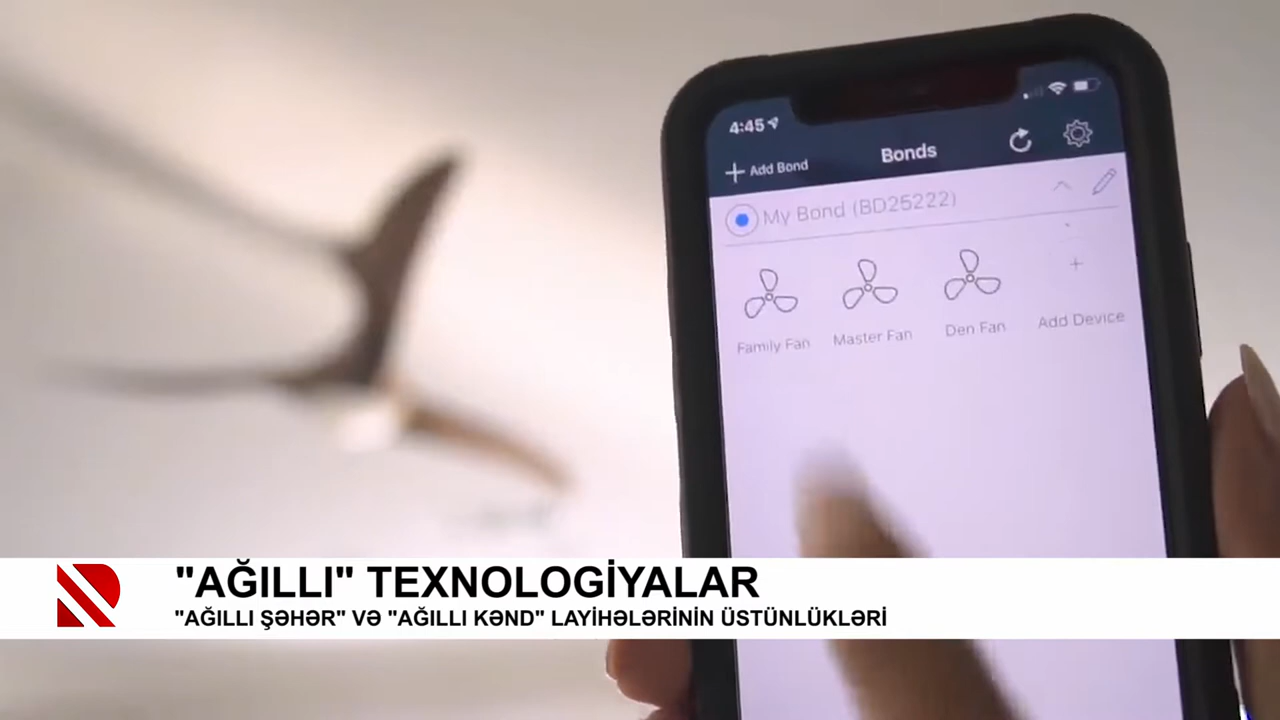 4:45
Add Bond
Bonds
My Bond (BD25222)
Family Fan
Master Fan
Den Fan
Add Device
"AĞILLI" TEXNOLOGİYALAR
"AĞILLI ŞƏHƏR" VƏ "AĞILLI KƏND" LAYİHƏLƏRİNİN ÜSTÜNLÜKLƏRİ